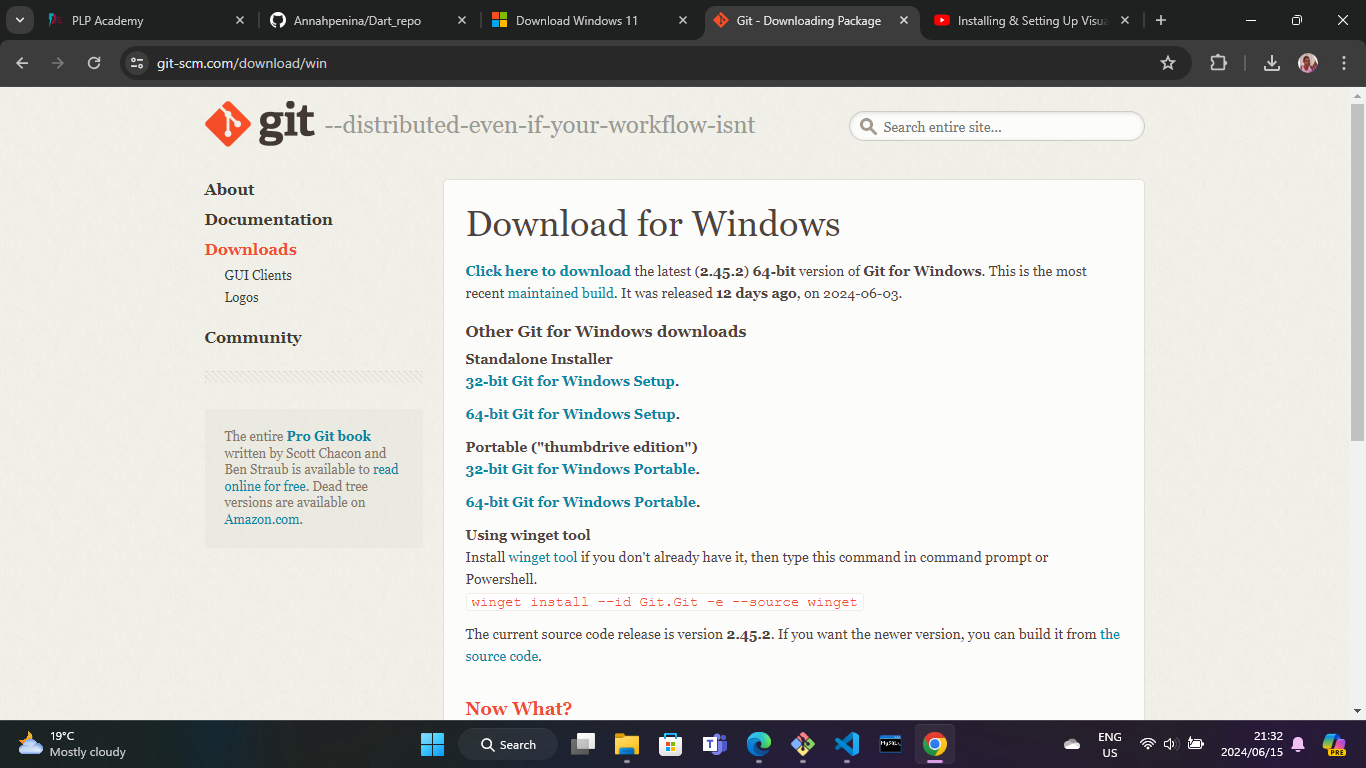 PLP Academy
Annahpenina/Dart_repo
Download Windows 11
Git - Downloading Package
Installing & Setting Up Visua
git-scm.com/download/win
git --distributed-even-if-your-workflow-isnt
Search entire site...
About
Documentation
Downloads
GUI Clients
Logos
Community
The entire Pro Git book
written by Scott Chacon and
Ben Straub is available to read
online for free. Dead tree
versions are available on
Amazon.com.
Download for Windows
Click here to download the latest (2.45.2) 64-bit version of Git for Windows. This is the most
recent maintained build. It was released 12 days ago, on 2024-06-03.
Other Git for Windows downloads
Standalone Installer
32-bit Git for Windows Setup.
64-bit Git for Windows Setup.
Portable ("thumbdrive edition")
32-bit Git for Windows Portable.
64-bit Git for Windows Portable.
Using winget tool
Install winget tool if you don't already have it, then type this command in command prompt or
Powershell.
winget install --id Git.Git -e --source winget
The current source code release is version 2.45.2. If you want the newer version, you can build it from the
source code.
Now What?
19°C
Mostly cloudy
Search
MySQL
ENG
US
21:32
2024/06/15
PRE